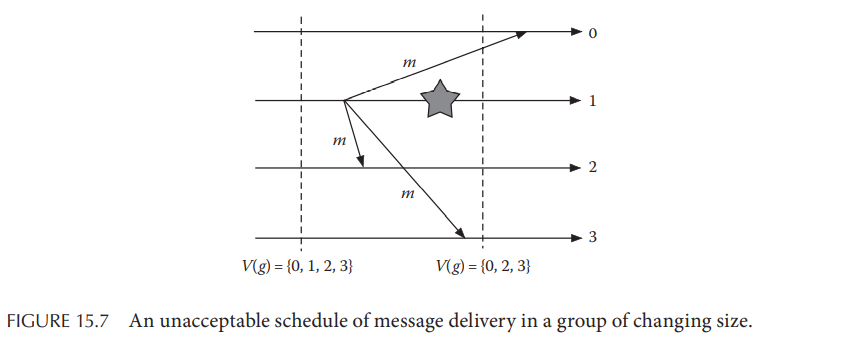 0
m
1
m
2
m
3
V(g) = {0, 1, 2, 3} V(g) = {0, 2, 3}
FIGURE 15.7 An unacceptable schedule of message delivery in a group of changing size.